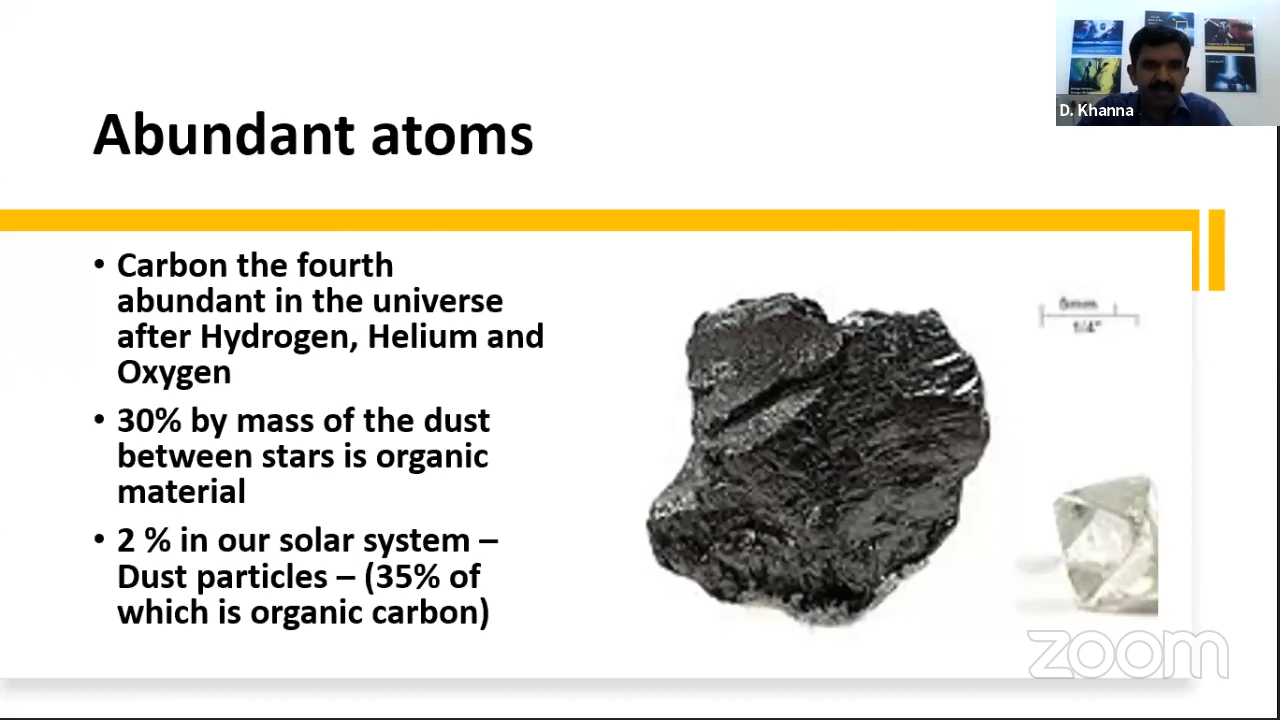 D. Khanna
Abundant atoms
• Carbon the fourth
abundant in the universe
after Hydrogen, Helium and
Oxygen
• 30% by mass of the dust
between stars is organic
material
• 2 % in our solar system –
Dust particles – (35% of
which is organic carbon)
1/4"
zoom